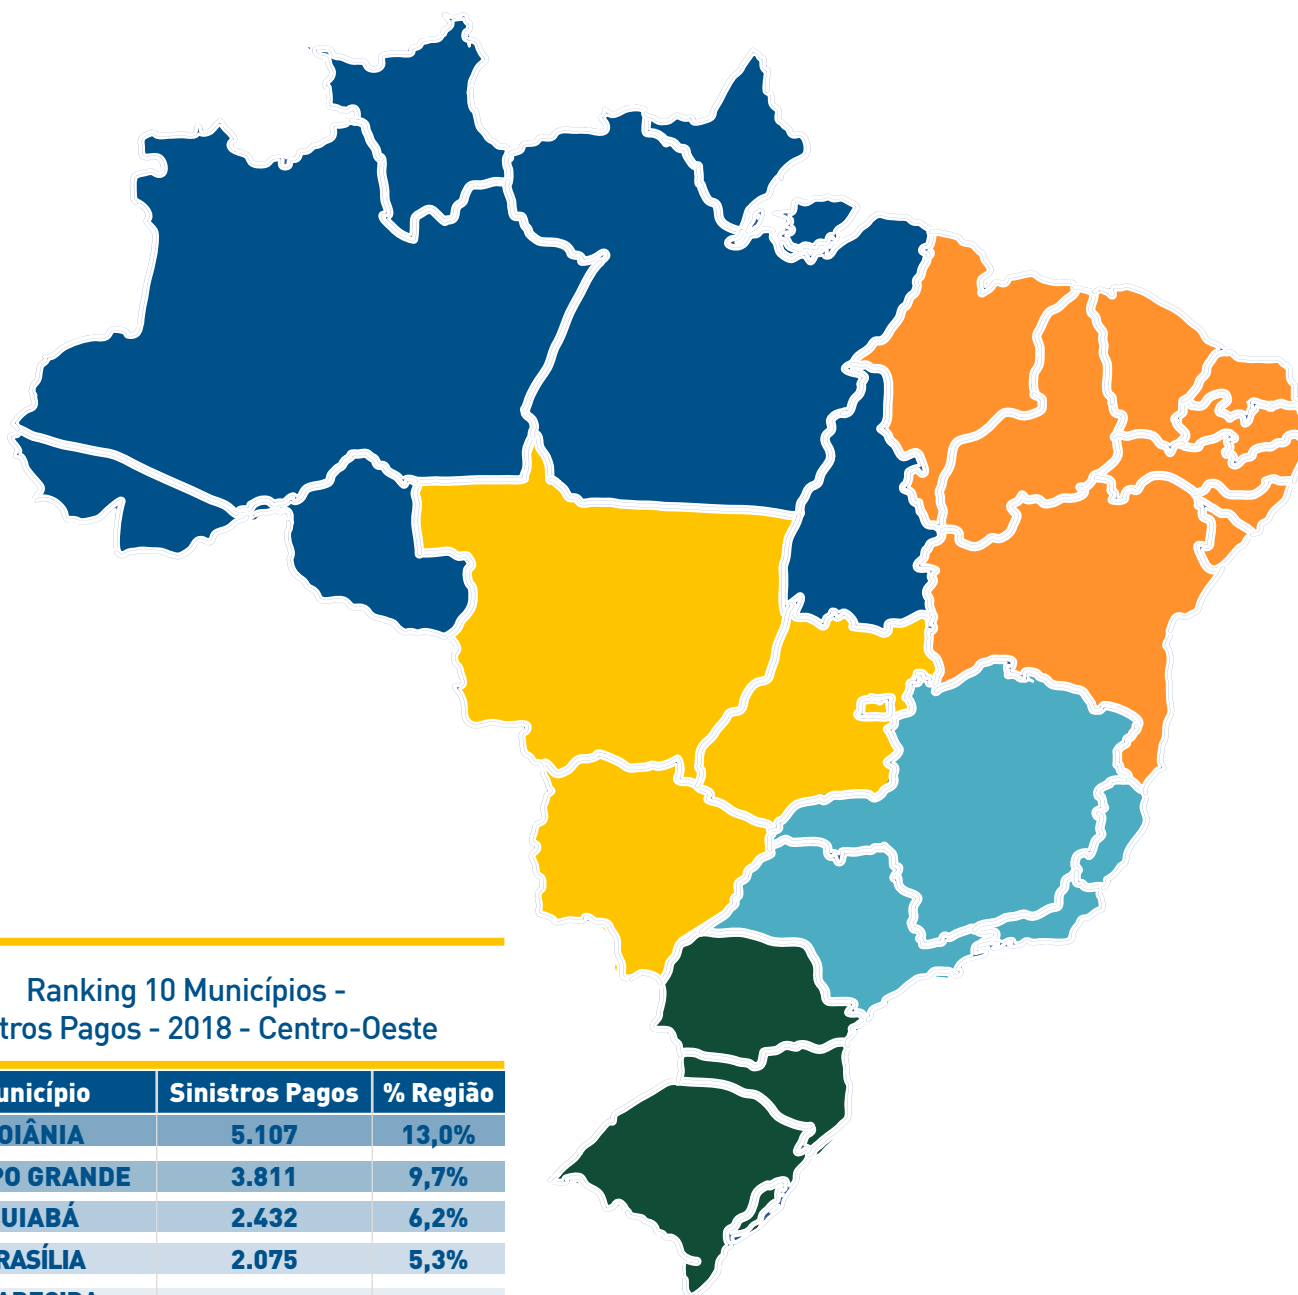 Ranking 10 Municípios -
tros Pagos - 2018 - Centro-Oeste
unicípio Sinistros Pagos % Região
OIÂNIA 5.107 13,0%
PO GRANDE 3.811 9,7%
UIABÁ 2.432 6,2%
RASÍLIA 2.075 5,3%